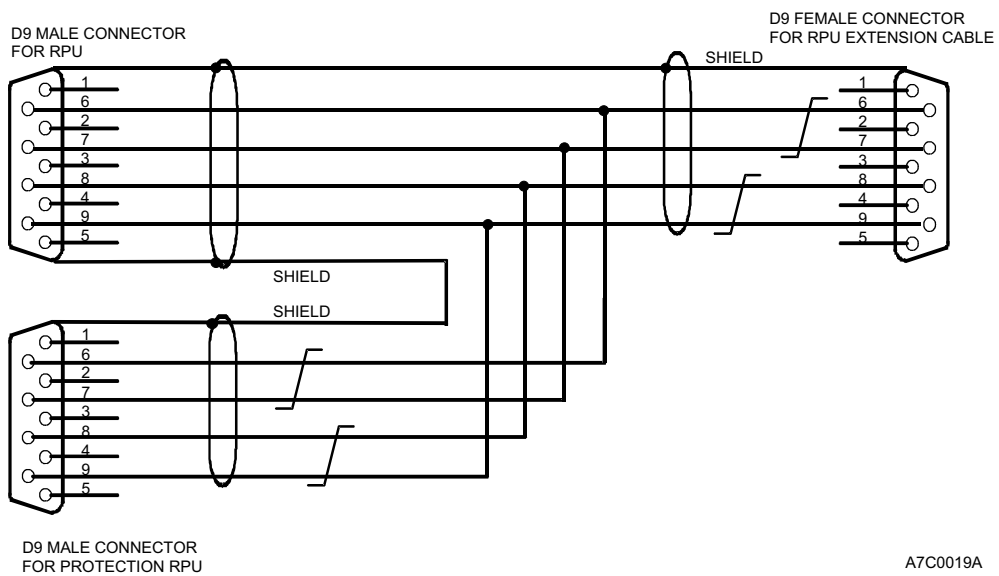 D9 MALE CONNECTOR
FOR RPU
D9 FEMALE CONNECTOR
FOR RPU EXTENSION CABLE
SHIELD
1
6
2
7
3
8
4
9
5
1
6
2
7
3
8
4
9
5
SHIELD
SHIELD
1
6
2
7
3
8
4
9
5
D9 MALE CONNECTOR
FOR PROTECTION RPU
A7C0019A